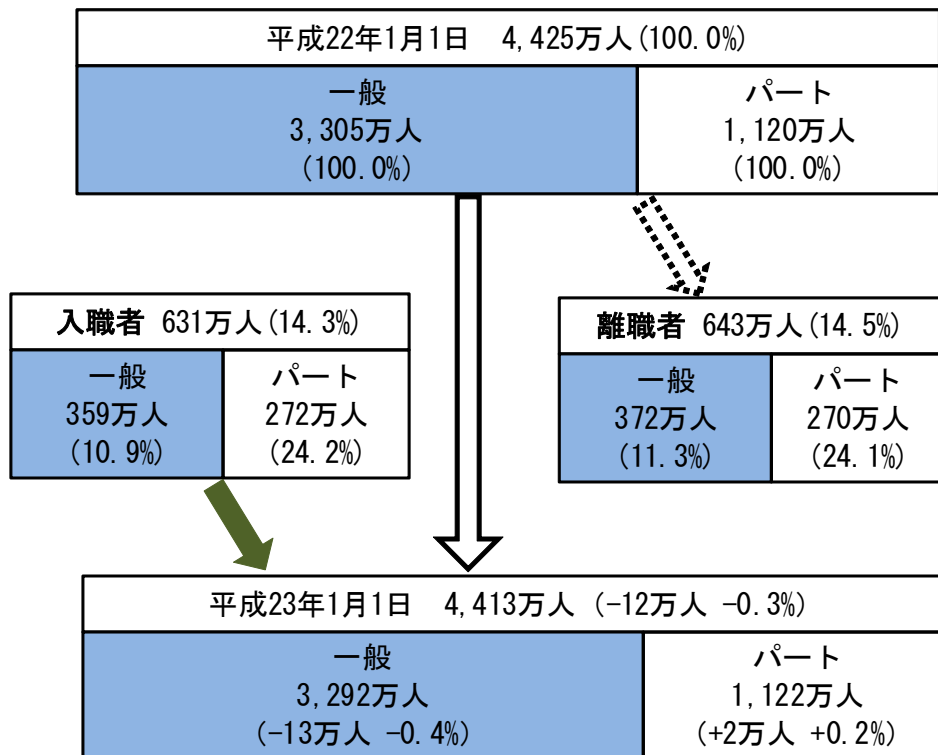 平成22年1月1日　4,425万人(100.0%)
一般
3,305万人
(100.0%)
パート
1,120万人
(100.0%)
入職者 631万人(14.3%)
一般
359万人
(10.9%)
パート
272万人
(24.2%)
離職者 643万人(14.5%)
一般
372万人
(11.3%)
パート
270万人
(24.1%)
平成23年1月1日　4,413万人 (-12万人 -0.3%)
一般
3,292万人
(-13万人 -0.4%)
パート
1,122万人
(+2万人 +0.2%)